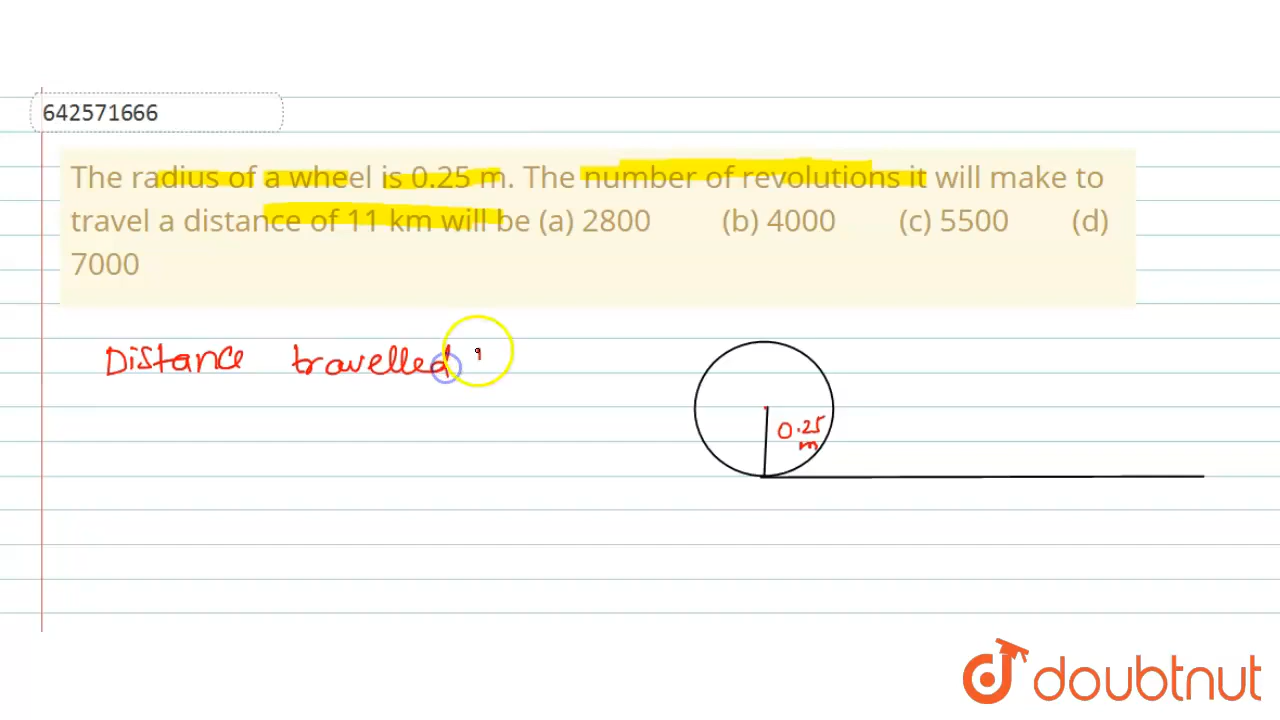 642571666
The radius of a wheel is 0.25 m. The number of revolutions it will make to
travel a distance of 11 km will be (a) 2800 (b) 4000 (c) 5500 (d)
7000
Distance travelled
0.25
m
doubtnut